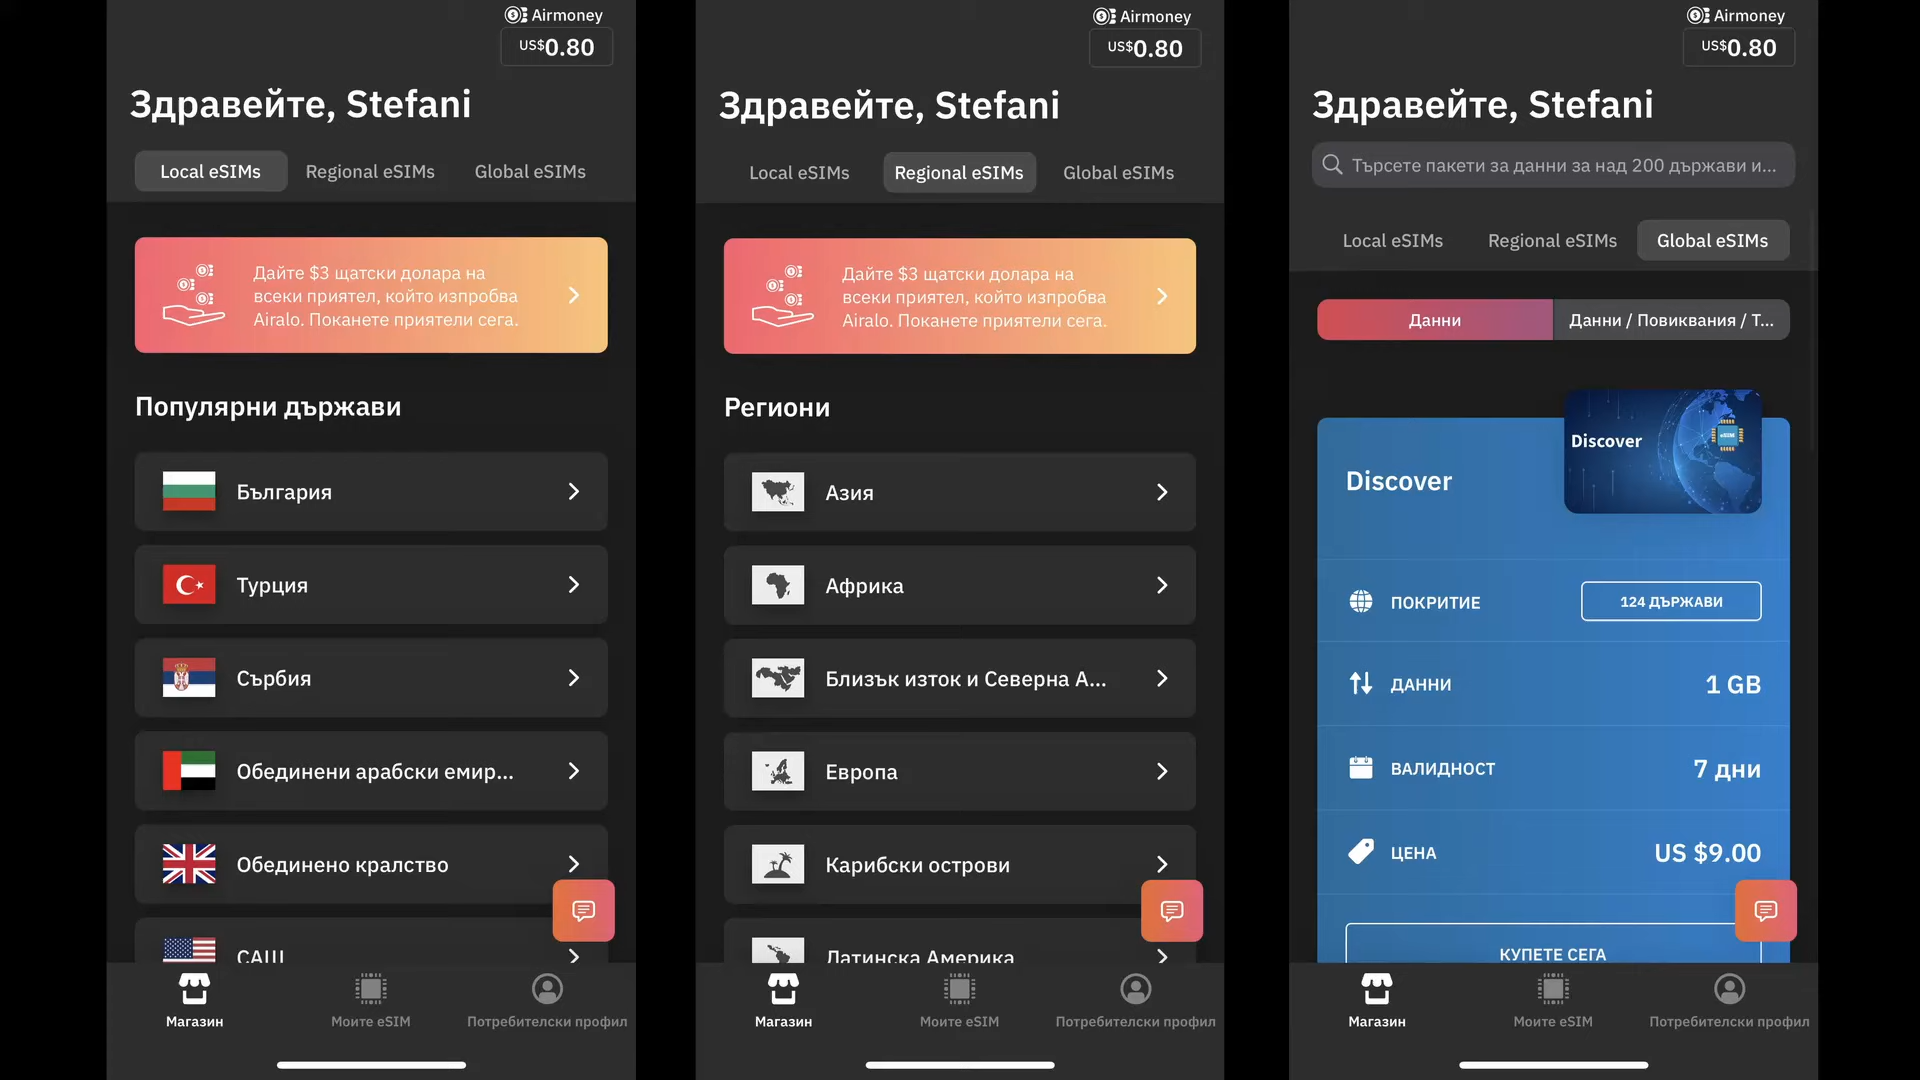 Airmoney
US$0.80
Здравейте, Stefani
Local eSIMs
Regional eSIMs
Global eSIMs
Дайте $3 щатски долара на
всеки приятел, който изпробва
Airalo. Поканете приятели сега.
Популярни държави
България
Турция
Сърбия
Обединени арабски емир...
Обединено кралство
САЩ
Магазин
Моите eSIM
Потребителски профил
Airmoney
US$0.80
Здравейте, Stefani
Local eSIMs
Regional eSIMs
Global eSIMs
Дайте $3 щатски долара на
всеки приятел, който изпробва
Airalo. Поканете приятели сега.
Региони
Азия
Африка
Близък изток и Северна А...
Европа
Карибски острови
Латинска Америка
Магазин
Моите eSIM
Потребителски профил
Airmoney
US$0.80
Здравейте, Stefani
Търсете пакети за данни за над 200 държави и...
Local eSIMs
Regional eSIMs
Global eSIMs
Данни
Данни / Повиквания / Т...
Discover
eSIM
Discover
ПОКРИТИЕ
124 ДЪРЖАВИ
ДАННИ
1 GB
ВАЛИДНОСТ
7 дни
ЦЕНА
US $9.00
КУПЕТЕ СЕГА
Магазин
Моите eSIM
Потребителски профил